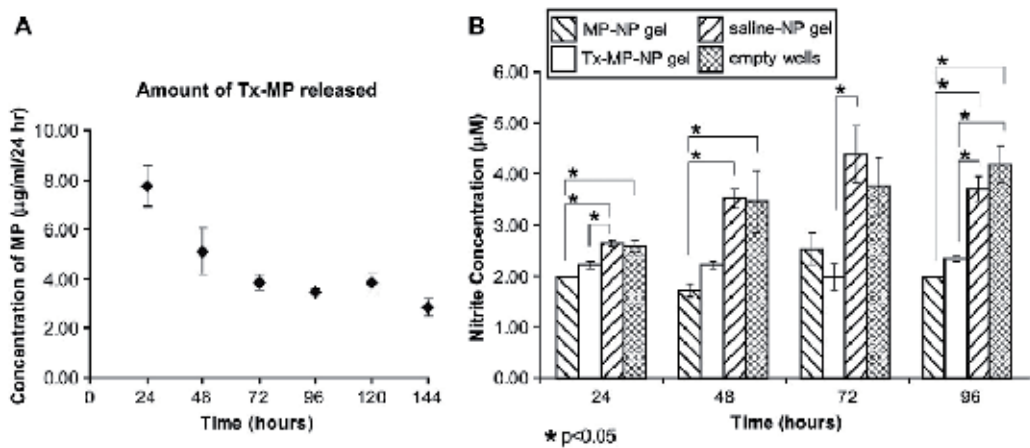 A
Amount of Tx-MP released
Concentration of MP (μg/ml/24 hr)
10.00
8.00
6.00
4.00
2.00
0.00
0 24 48 72 96 120 144
Time (hours)
B
MP-NP gel
saline-NP gel
Tx-MP-NP gel
empty wells
Nitrite Concentration (μM)
6.00
5.00
4.00
3.00
2.00
1.00
0.00
* * *
* *
*
* * * *
24 48 72 96
Time (hours)
* p<0.05